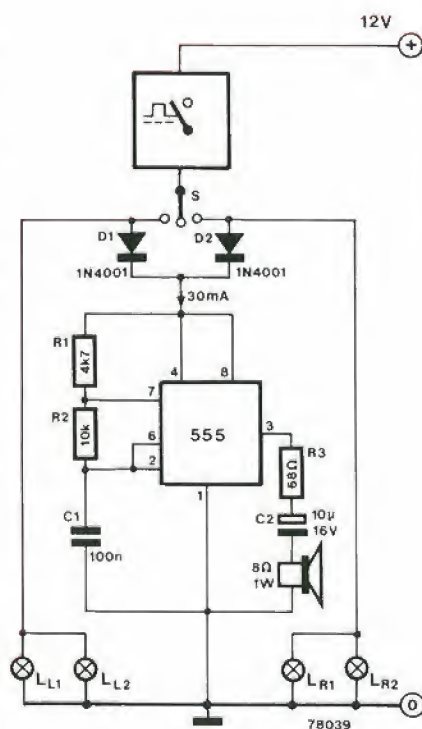 12V
+
S
D1
D2
1N4001
1N4001
30mA
R1
4k7
4
8
7
R2
10k
555
3
6
2
R3
68Ω
1
C1
100n
C2
10µ
16V
8Ω
1W
LL1
LL2
LR1
LR2
0
78039